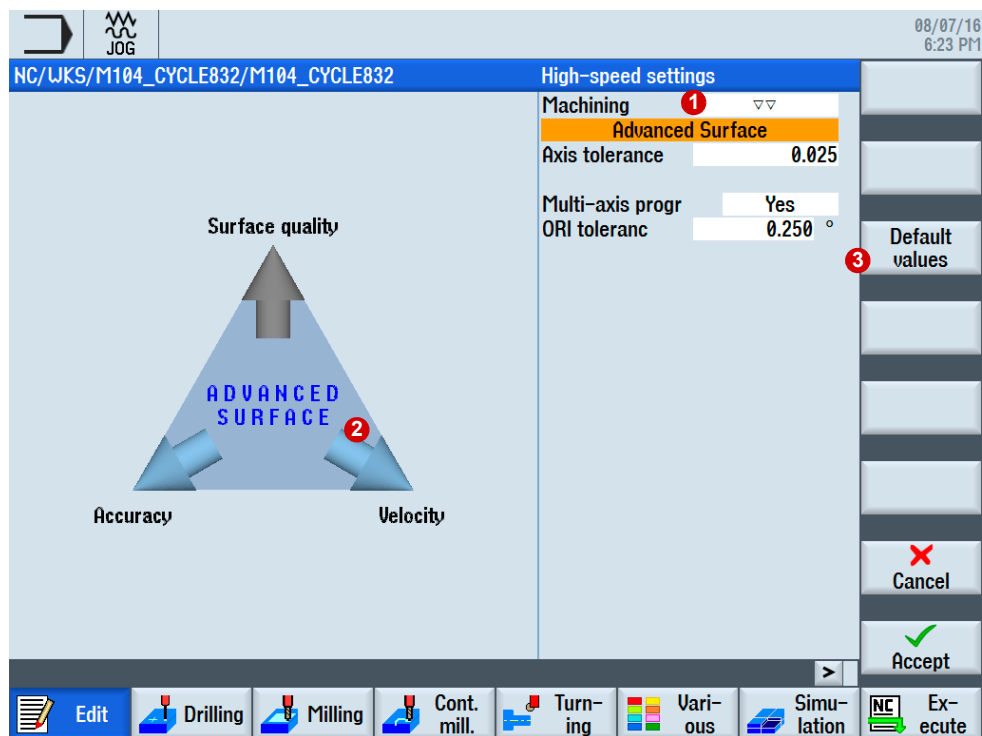 JOG
08/07/16
6:23 PM
NC/WKS/M104_CYCLE832/M104_CYCLE832
High-speed settings
Machining 1 ▽▽
Advanced Surface
Axis tolerance 0.025
Multi-axis progr Yes
ORI toleranc 0.250 °
Surface quality
ADVANCED
SURFACE
2
Accuracy
Velocity
3
Default
values
Cancel
Accept
>
Edit
Drilling
Milling
Cont.
mill.
Turn-
ing
Vari-
ous
Simu-
lation
NC
Ex-
ecute